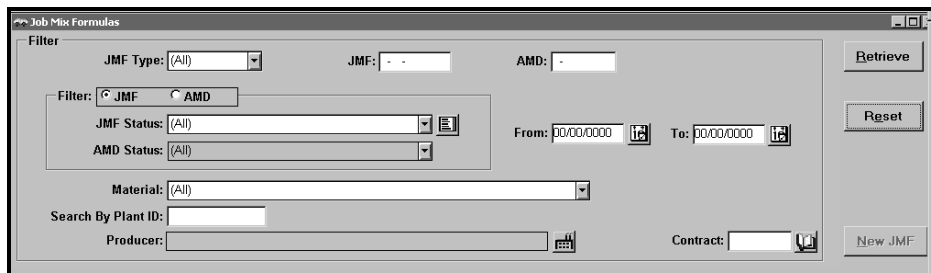 Job Mix Formulas
Filter
JMF Type: (All) JMF: - - AMD: - Retrieve
Filter: JMF AMD
JMF Status: (All) From: 00/00/0000 To: 00/00/0000 Reset
AMD Status: (All)
Material: (All)
Search By Plant ID:
Producer: Contract: New JMF